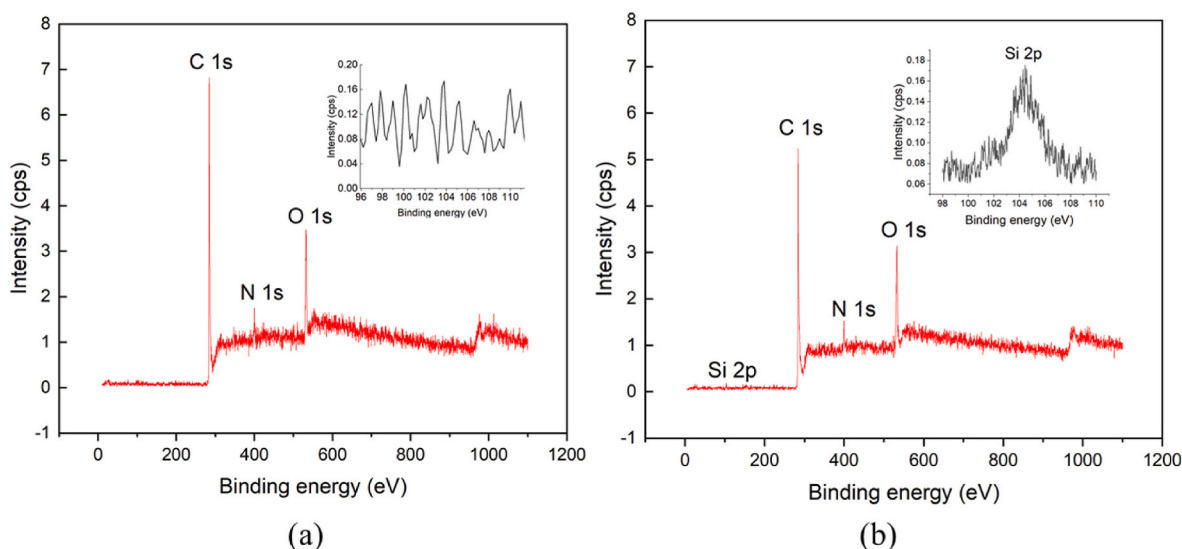 8
7
6
5
4
3
2
1
0
-1
Intensity (cps)
C 1s
N 1s
O 1s
0.20
0.16
0.12
0.08
0.04
0.00
Intensity (cps)
96 98 100 102 104 106 108 110
Binding energy (eV)
0 200 400 600 800 1000 1200
Binding energy (eV)
(a)
8
7
6
5
4
3
2
1
0
-1
Intensity (cps)
Si 2p
C 1s
N 1s
O 1s
Si 2p
0.18
0.16
0.14
0.12
0.10
0.08
0.06
Intensity (cps)
98 100 102 104 106 108 110
Binding energy (eV)
0 200 400 600 800 1000 1200
Binding energy (eV)
(b)